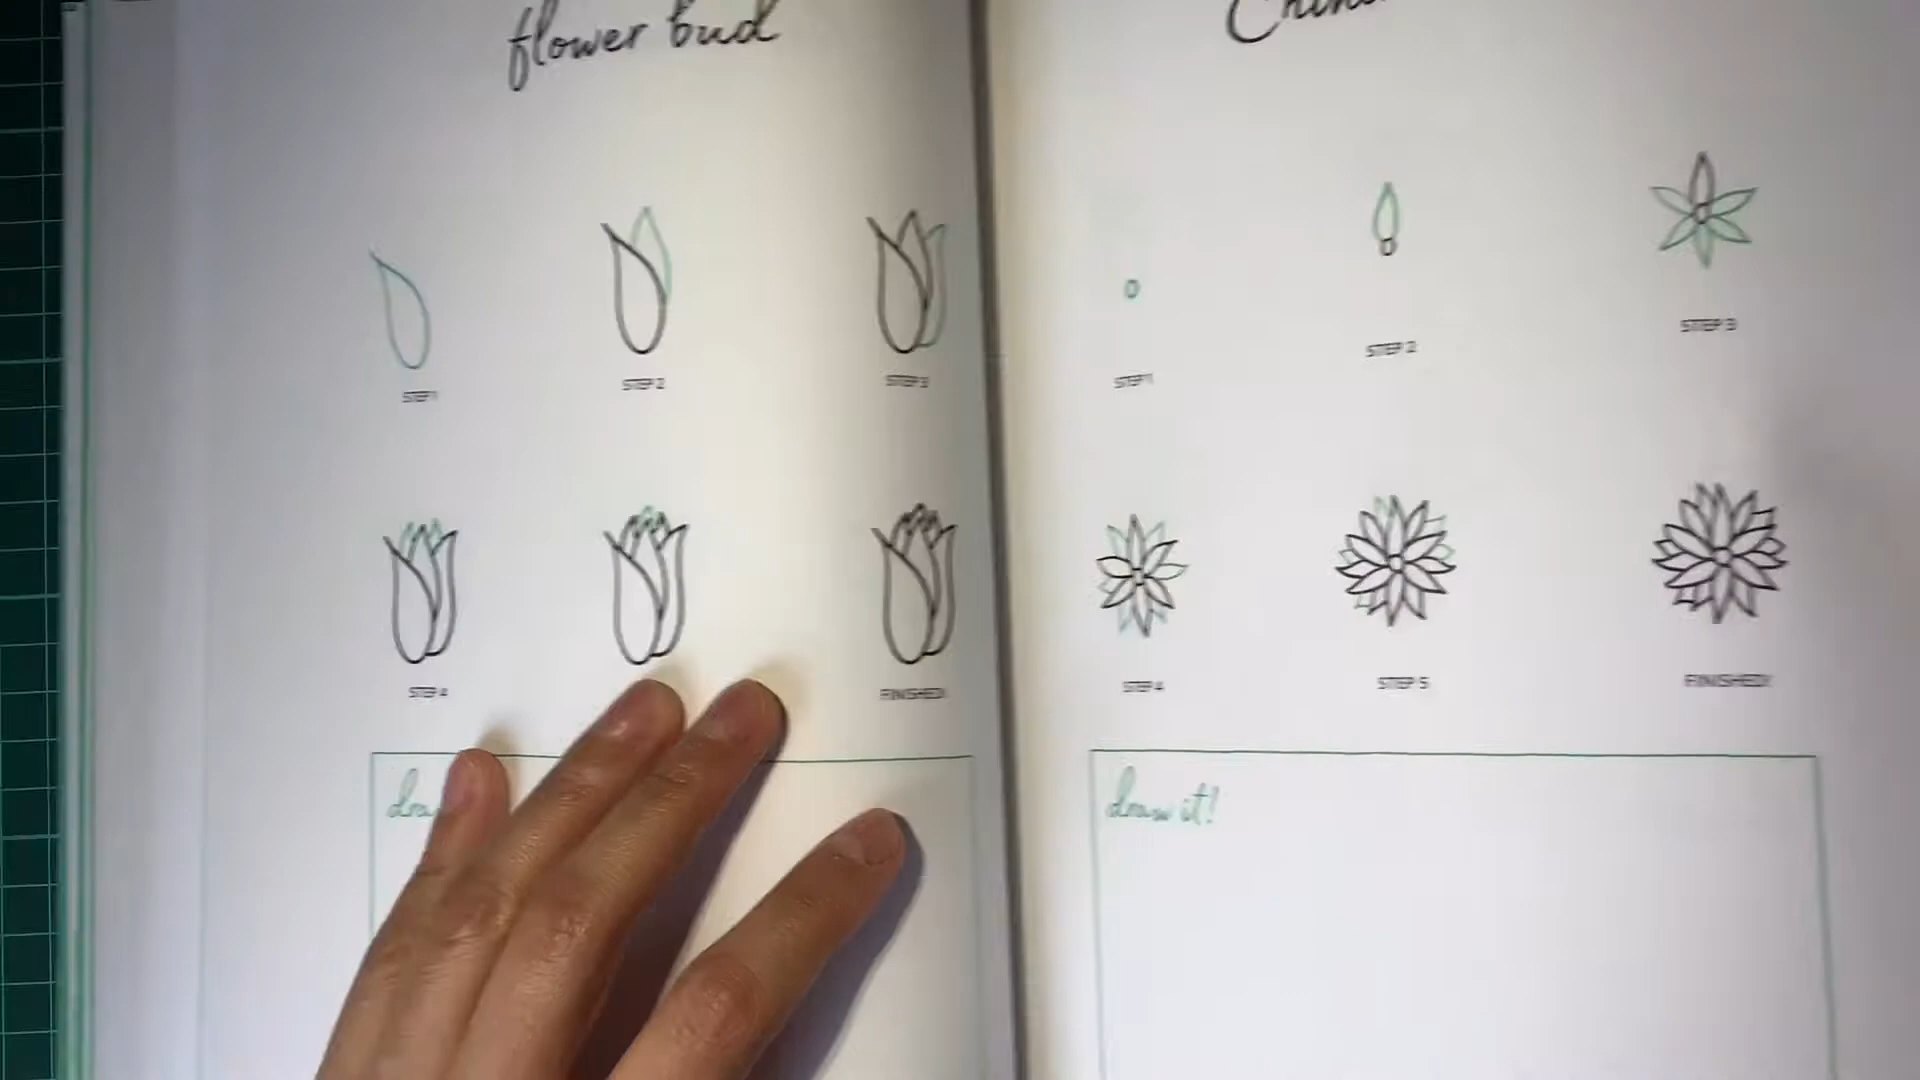 flower bud
STEP 1
STEP 2
STEP 3
STEP 4
FINISHED!
STEP 1
STEP 2
STEP 3
STEP 4
STEP 5
FINISHED!
draw it!